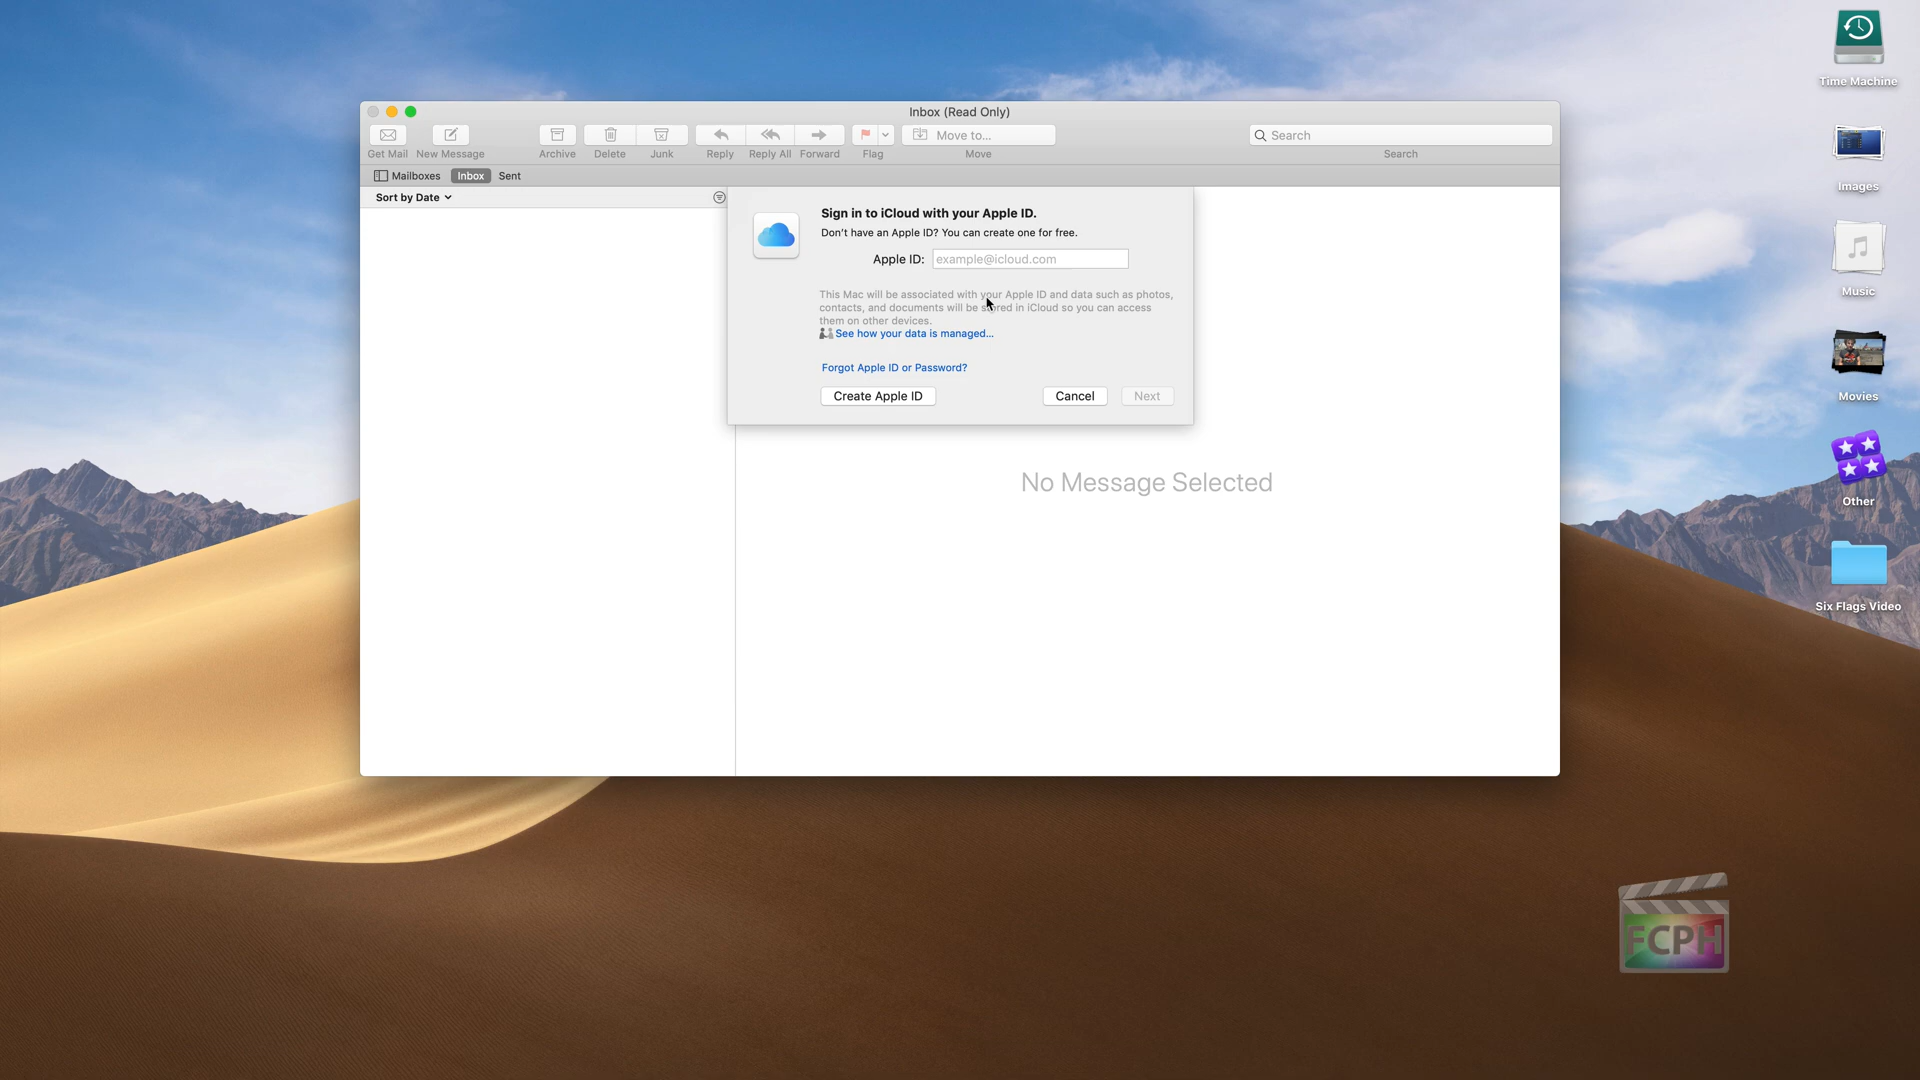 Time Machine
Inbox (Read Only)
Get Mail New Message Archive Delete Junk Reply Reply All Forward Flag Move to... Move Search Search
Mailboxes Inbox Sent
Sort by Date
Sign in to iCloud with your Apple ID.
Don't have an Apple ID? You can create one for free.
Apple ID: example@icloud.com
This Mac will be associated with your Apple ID and data such as photos,
contacts, and documents will be stored in iCloud so you can access
them on other devices.
See how your data is managed...
Forgot Apple ID or Password?
Create Apple ID Cancel Next
No Message Selected
Images
Music
Movies
Other
Six Flags Video
FCPH